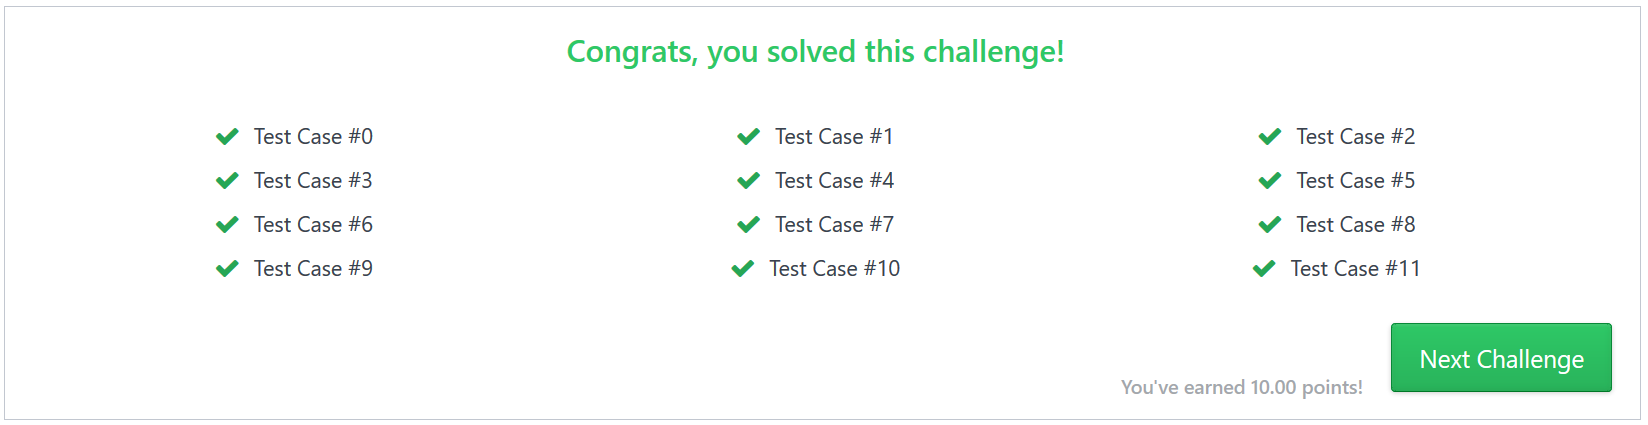 Congrats, you solved this challenge!
Test Case #0 Test Case #1 Test Case #2
Test Case #3 Test Case #4 Test Case #5
Test Case #6 Test Case #7 Test Case #8
Test Case #9 Test Case #10 Test Case #11
Next Challenge
You've earned 10.00 points!